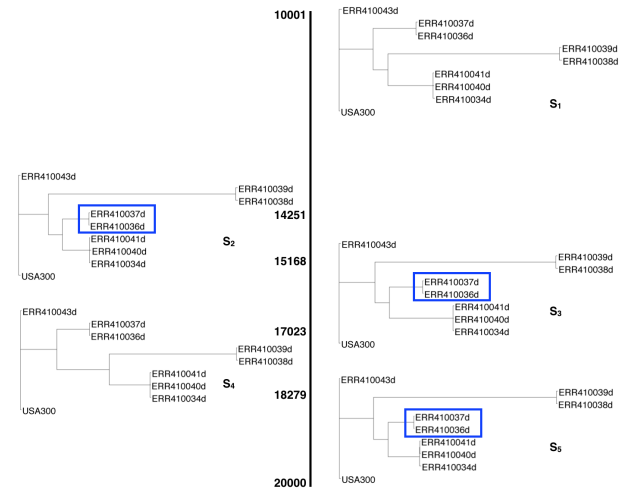 10001
ERR410043d
ERR410037d
ERR410036d
ERR410039d
ERR410038d
ERR410041d
ERR410040d
ERR410034d
USA300
S1
ERR410043d
ERR410039d
ERR410038d
ERR410037d
ERR410036d
ERR410041d
ERR410040d
ERR410034d
USA300
S2
14251
15168
ERR410043d
ERR410039d
ERR410038d
ERR410037d
ERR410036d
ERR410041d
ERR410040d
ERR410034d
USA300
S3
ERR410043d
ERR410037d
ERR410036d
ERR410039d
ERR410038d
ERR410041d
ERR410040d
ERR410034d
USA300
S4
17023
18279
ERR410043d
ERR410039d
ERR410038d
ERR410037d
ERR410036d
ERR410041d
ERR410040d
ERR410034d
USA300
S5
20000